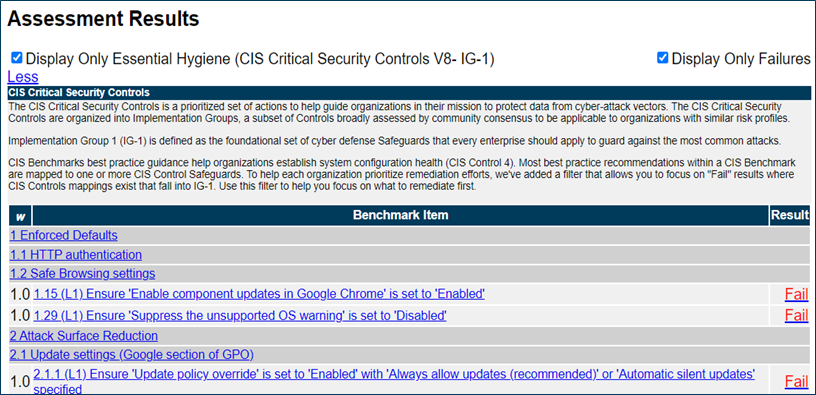 Assessment Results
Display Only Essential Hygiene (CIS Critical Security Controls V8- IG-1) Display Only Failures
Less
CIS Critical Security Controls
The CIS Critical Security Controls is a prioritized set of actions to help guide organizations in their mission to protect data from cyber-attack vectors. The CIS Critical Security
Controls are organized into Implementation Groups, a subset of Controls broadly assessed by community consensus to be applicable to organizations with similar risk profiles.
Implementation Group 1 (IG-1) is defined as the foundational set of cyber defense Safeguards that every enterprise should apply to guard against the most common attacks.
CIS Benchmarks best practice guidance help organizations establish system configuration health (CIS Control 4). Most best practice recommendations within a CIS Benchmark
are mapped to one or more CIS Control Safeguards. To help each organization prioritize remediation efforts, we've added a filter that allows you to focus on "Fail" results where
CIS Controls mappings exist that fall into IG-1. Use this filter to help you focus on what to remediate first.
w Benchmark Item Result
1 Enforced Defaults
1.1 HTTP authentication
1.2 Safe Browsing settings
1.0 1.15 (L1) Ensure 'Enable component updates in Google Chrome' is set to 'Enabled' Fail
1.0 1.29 (L1) Ensure 'Suppress the unsupported OS warning' is set to 'Disabled' Fail
2 Attack Surface Reduction
2.1 Update settings (Google section of GPO)
1.0 2.1.1 (L1) Ensure 'Update policy override' is set to 'Enabled' with 'Always allow updates (recommended)' or 'Automatic silent updates' Fail
specified